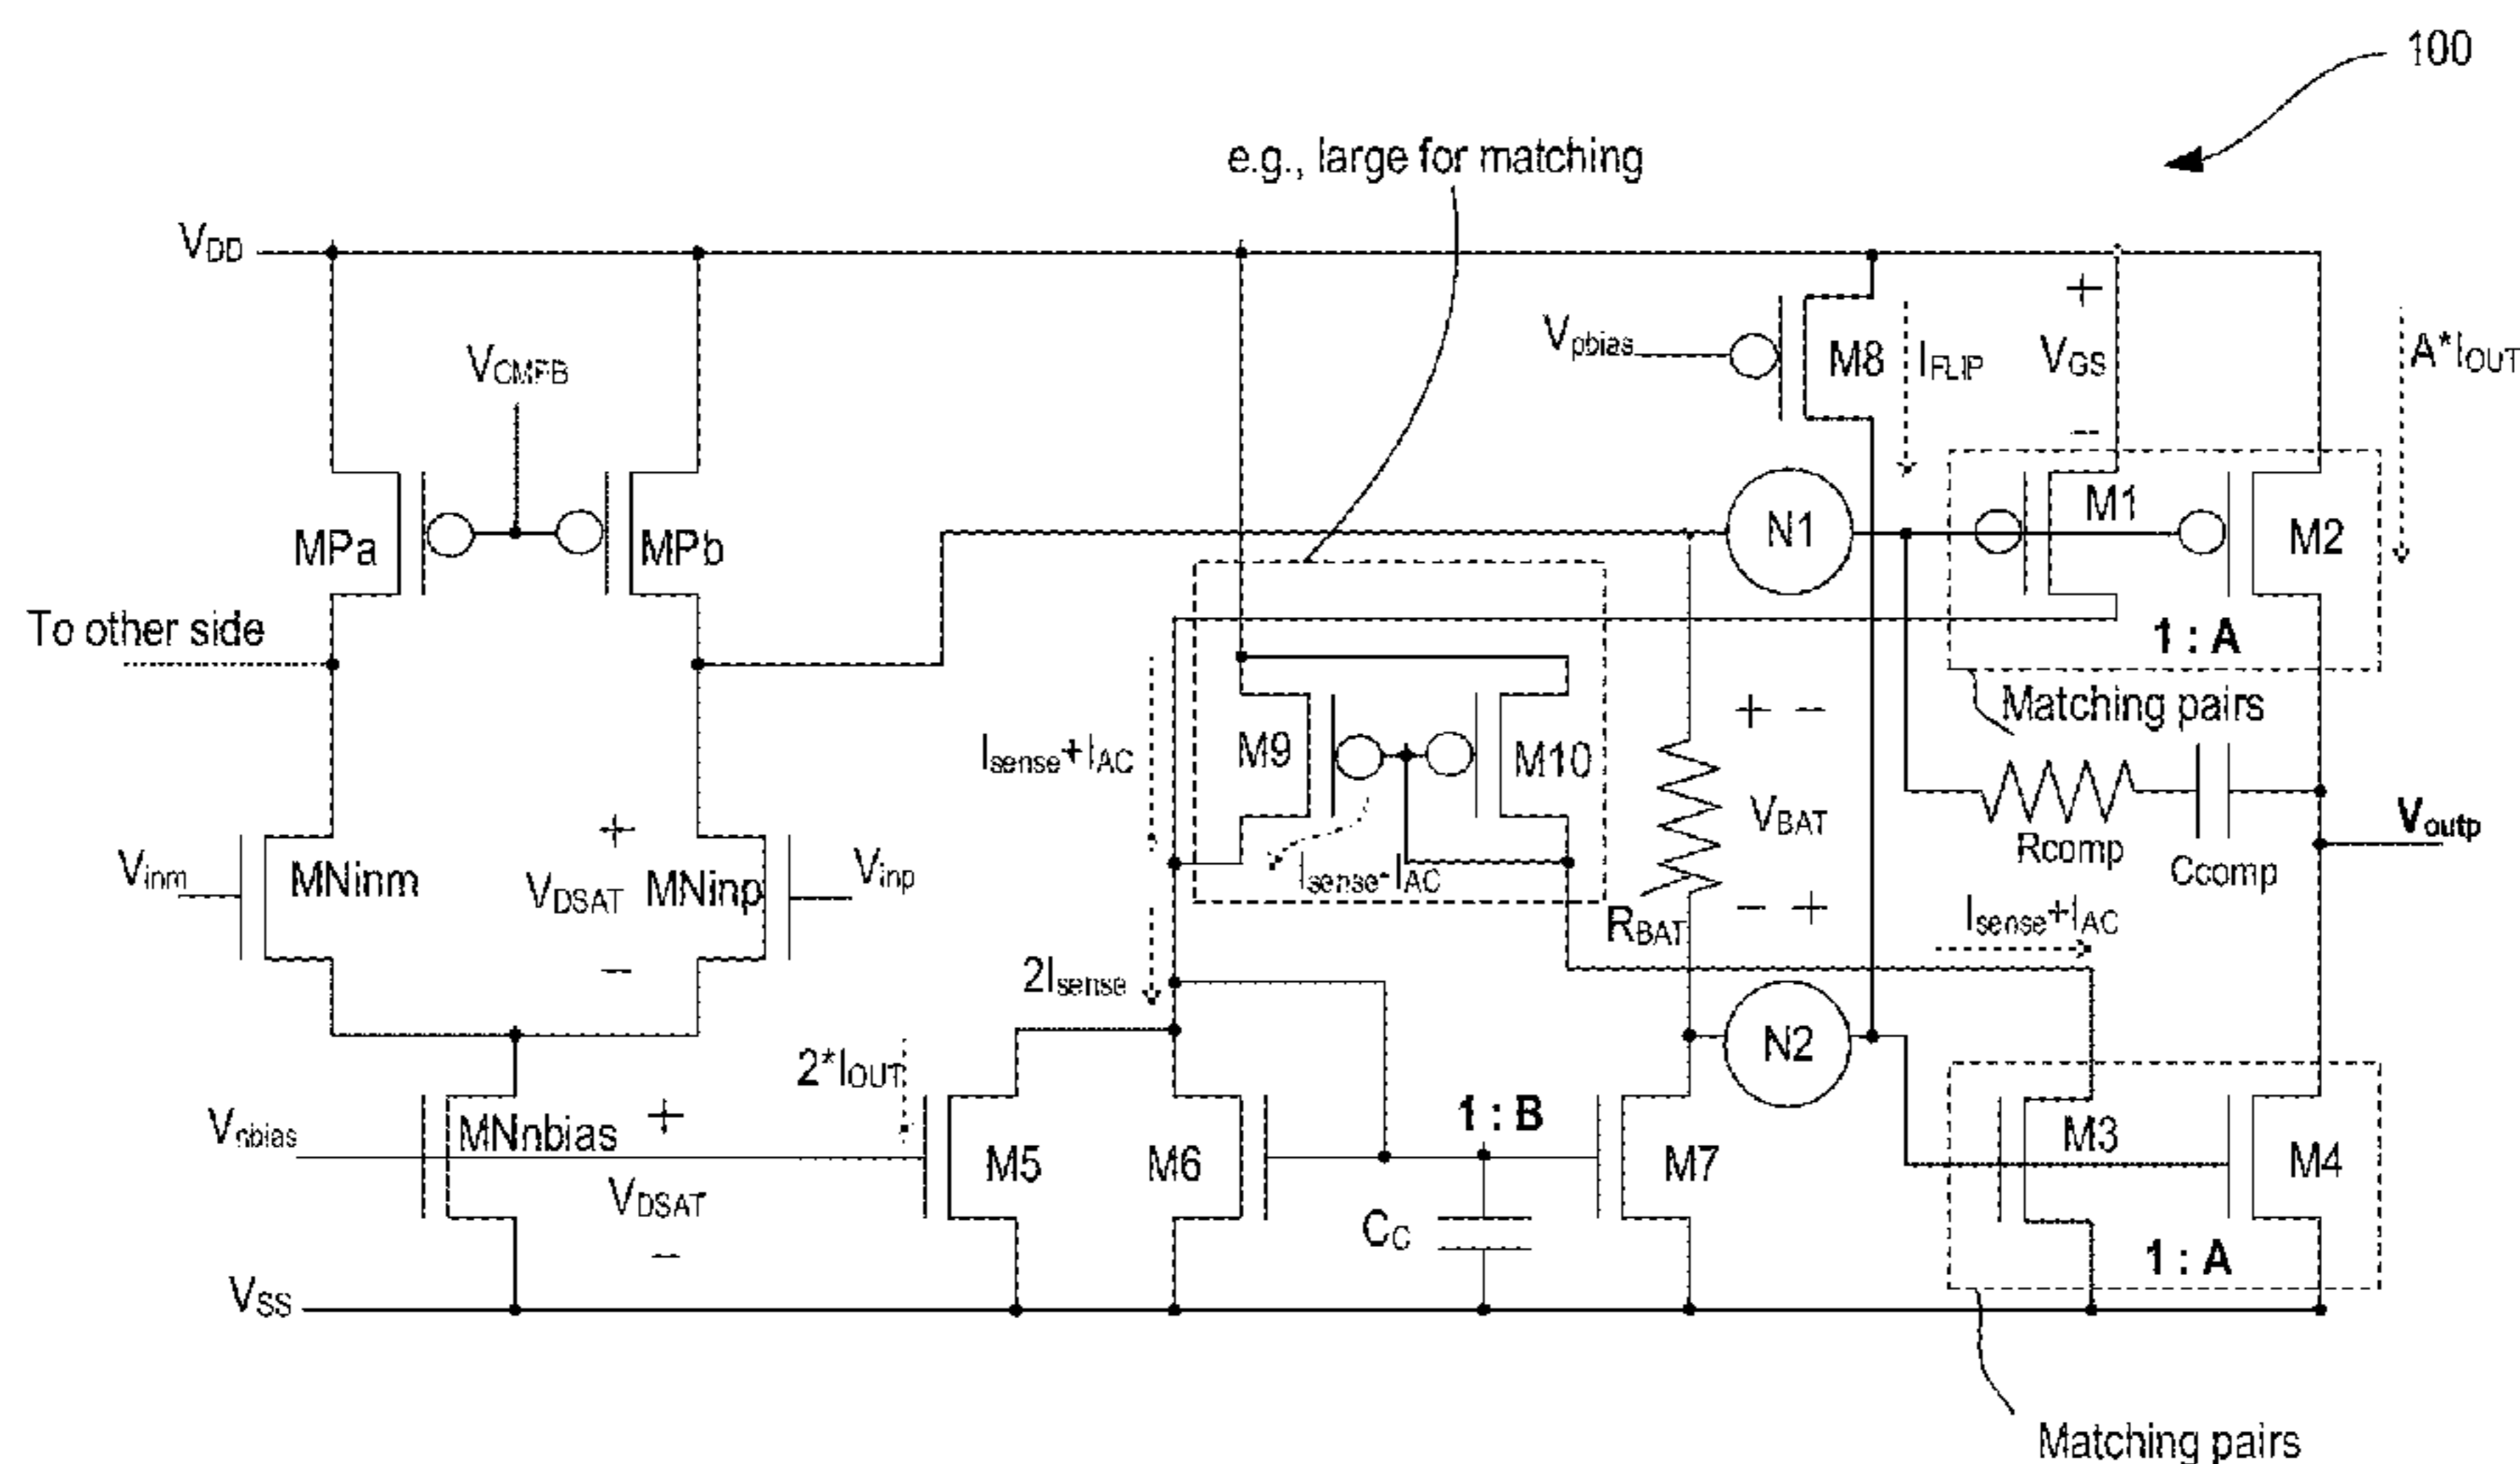 100
e.g., large for matching
VDD
VCMFB
Vpbias
M8
IFLIP
+
VGS
−
A*IOUT
MPa
MPb
N1
M1
M2
To other side
1 : A
Matching pairs
Isense+IAC
M9
M10
+ −
VBAT
− +
RBAT
Rcomp
Ccomp
Voutp
Isense-IAC
Vinm
MNinm
+
VDSAT
−
MNinp
Vinp
Isense+IAC
2Isense
N2
2*IOUT
Vnbias
MNnbias
+
VDSAT
−
M5
M6
1 : B
CC
M7
M3
M4
1 : A
VSS
Matching pairs